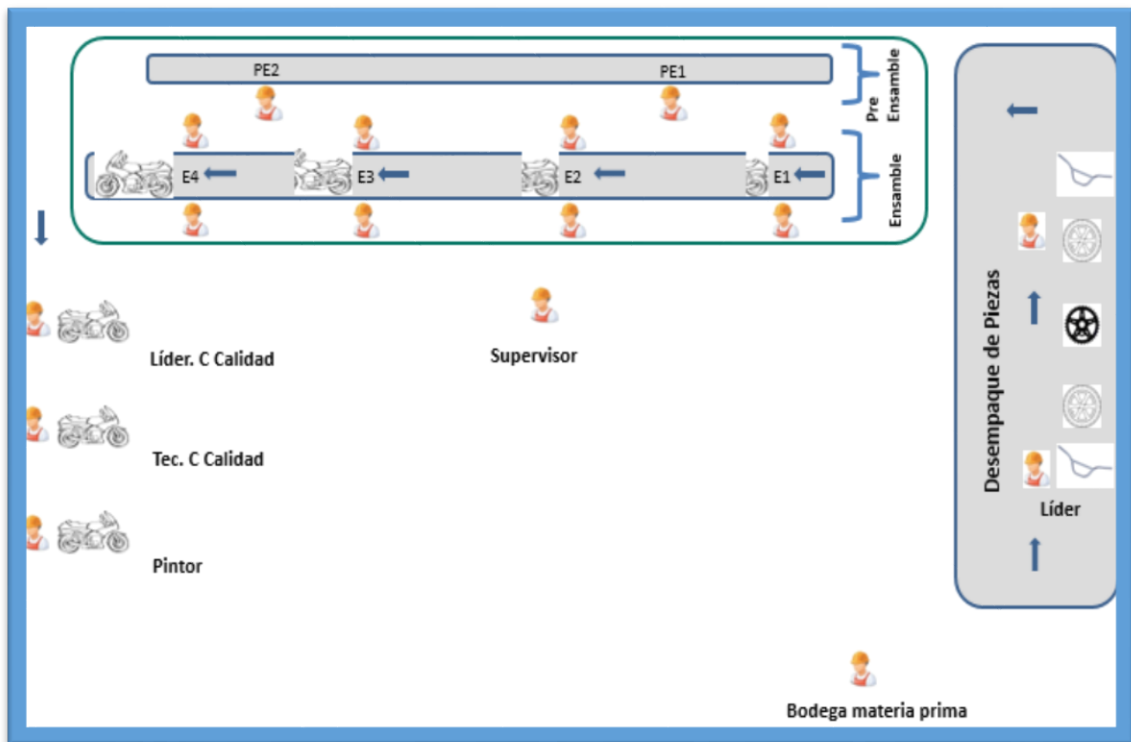 PE2
PE1
Pre
Ensamble
E4
E3
E2
E1
Ensamble
Desempaque de Piezas
Líder
Líder. C Calidad
Supervisor
Tec. C Calidad
Pintor
Bodega materia prima